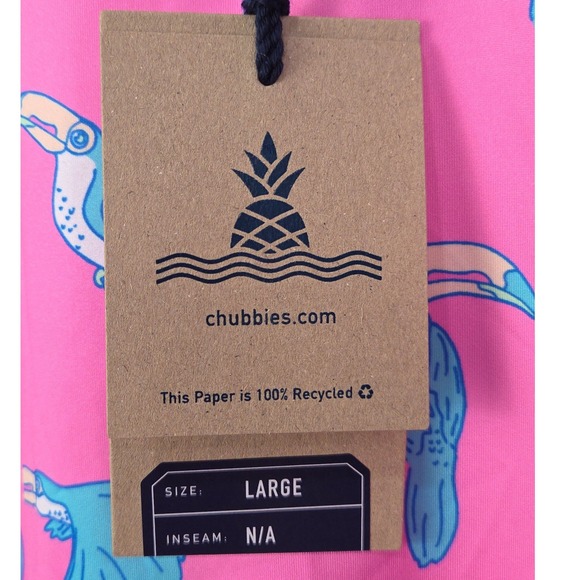 chubbies.com
This Paper is 100% Recycled
SIZE: LARGE
INSEAM: N/A